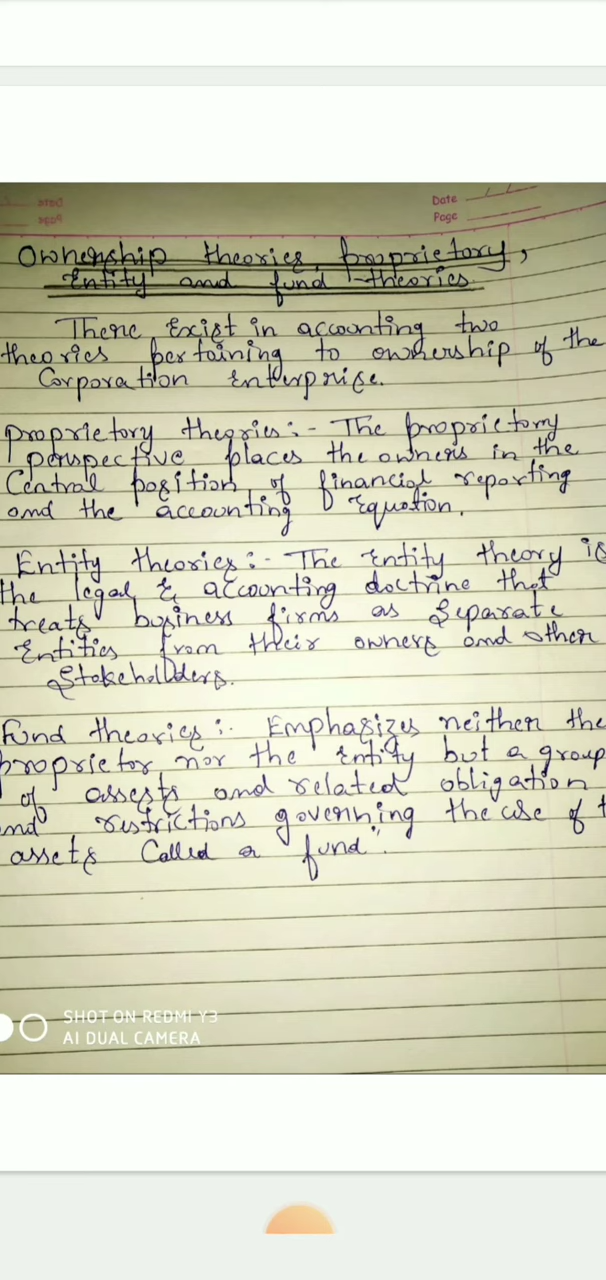 Date
Page
Ownership theories, proprietory,
Entity and fund theories
There Exist in accounting two
theories pertaining to ownership of the
Corporation Enterprise.
proprietory theories:- The proprietory
perspective places the owners in the
Central position of financial reporting
and the accounting Equation.
Entity theories:- The Entity theory is
the legal & accounting doctrine that
treats business firms as Separate
Entities from their owners and other
Stakehollders.
Fund theories:- Emphasizes neither the
proprietor nor the Entity but a group
of assests and related obligation
and restrictions governing the use of t
assets Called a fund".
SHOT ON REDMI Y3
AI DUAL CAMERA